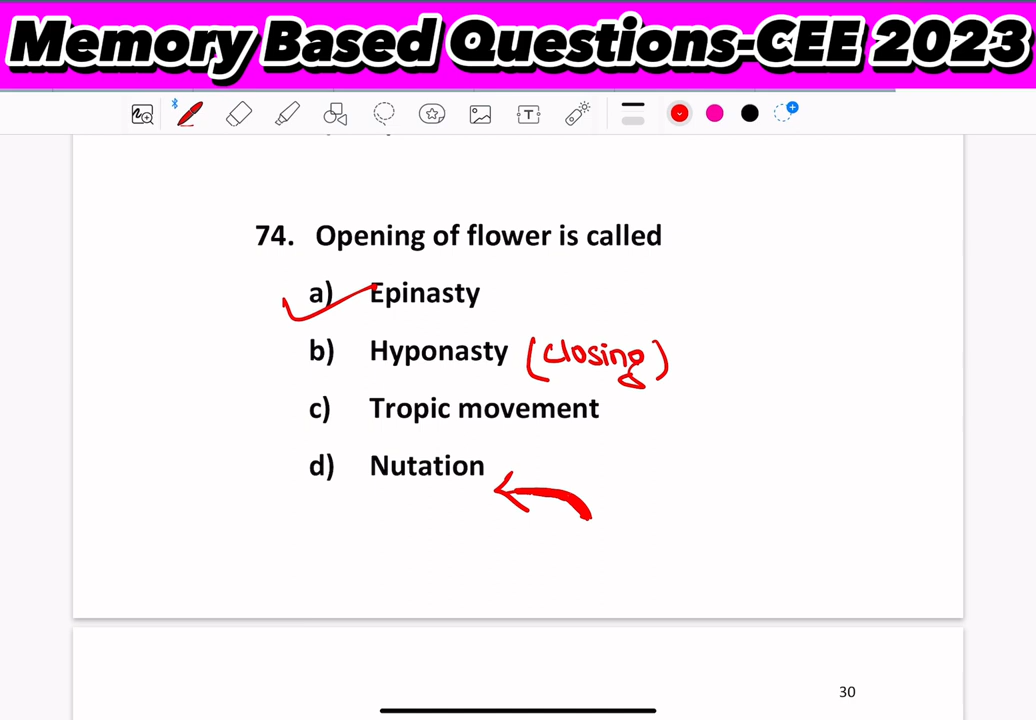 Memory Based Questions-CEE 2023
T
74. Opening of flower is called
a) Epinasty
b) Hyponasty (closing)
c) Tropic movement
d) Nutation
30